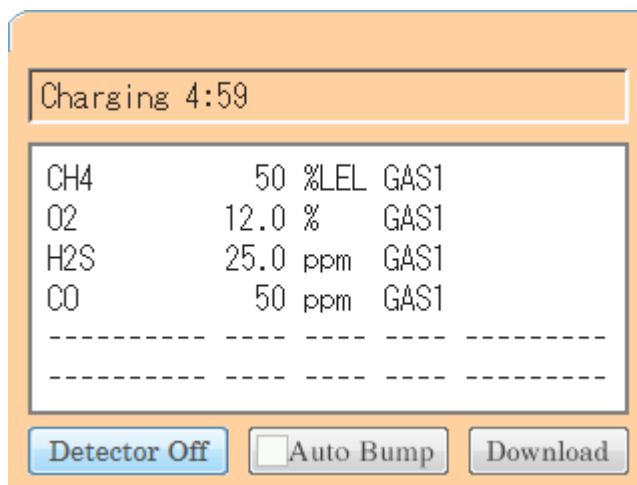 Charging 4:59
CH4 50 %LEL GAS1
O2 12.0 % GAS1
H2S 25.0 ppm GAS1
CO 50 ppm GAS1
---------- ---- ---- ---- ---------
---------- ---- ---- ---- ---------
Detector Off Auto Bump Download